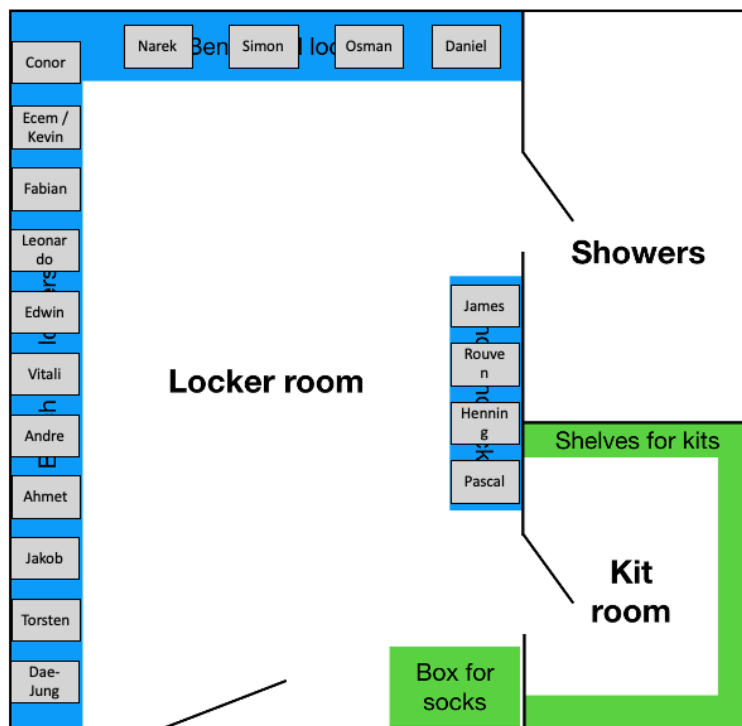 Narek
Simon
Osman
Daniel
Conor
Ecem /
Kevin
Fabian
Leonar
do
Edwin
Vitali
Andre
Ahmet
Jakob
Torsten
Dae-
Jung
Locker room
James
Rouve
n
Hennin
g
Pascal
Showers
Shelves for kits
Kit
room
Box for
socks